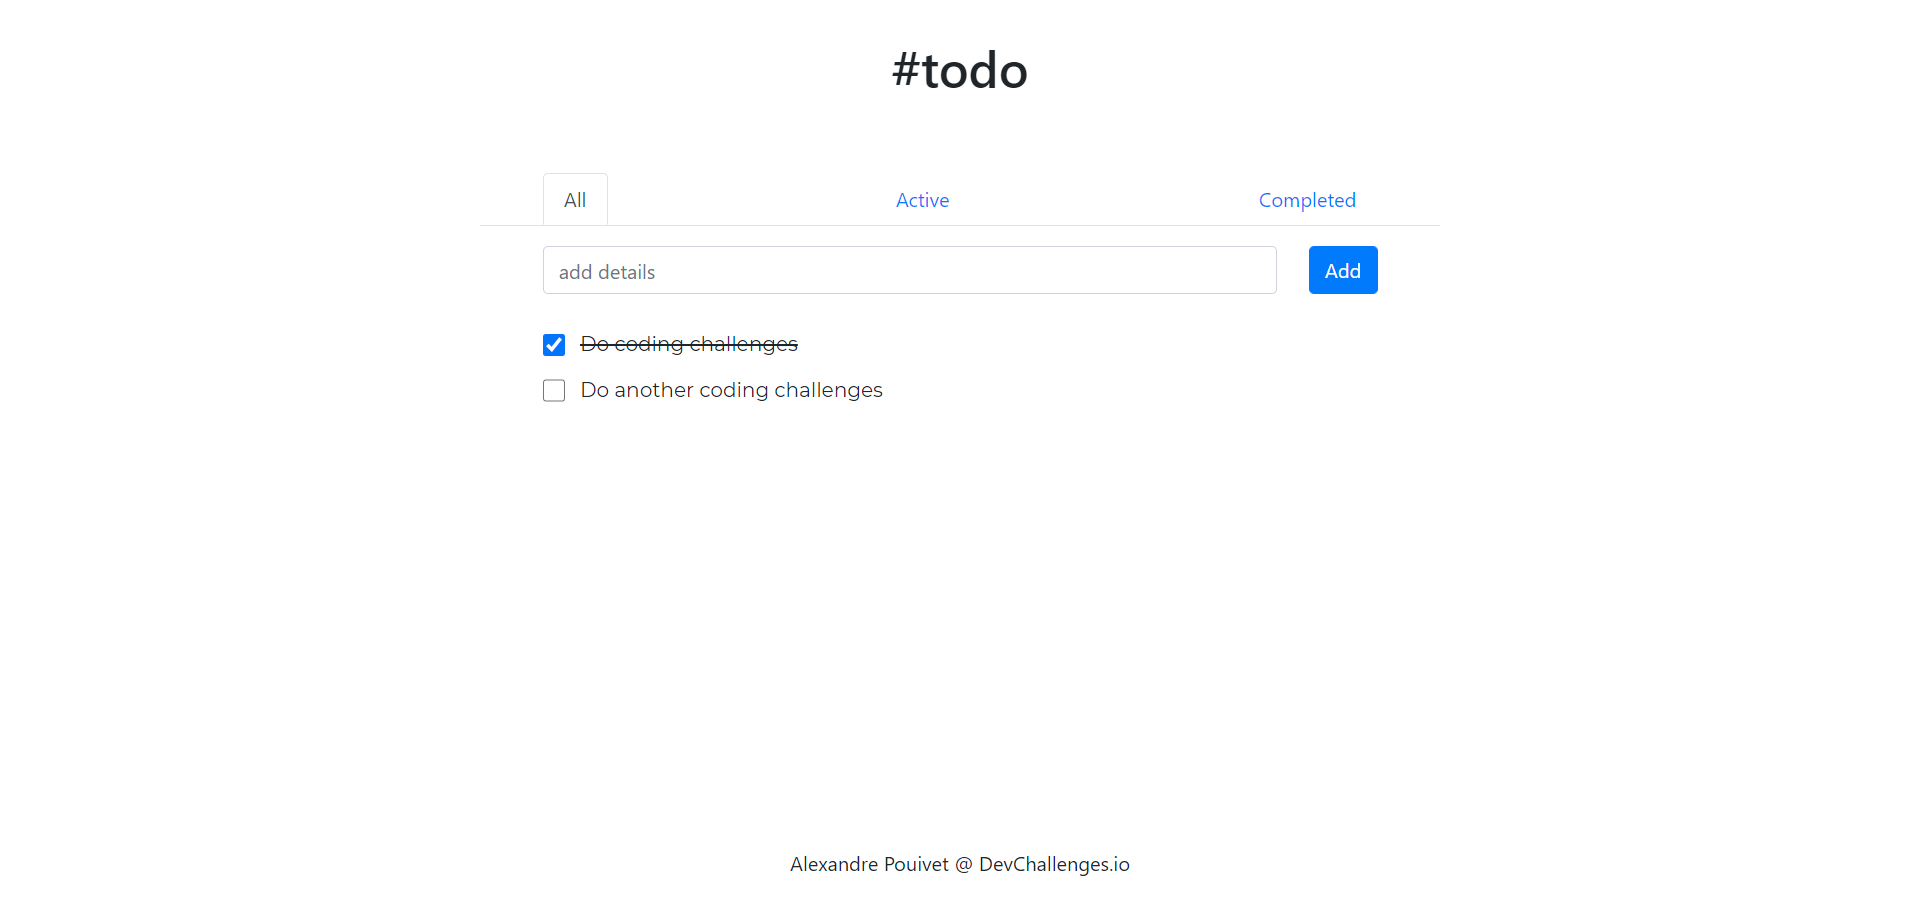 #todo
All Active Completed
add details Add
Do coding challenges
Do another coding challenges
Alexandre Pouivet @ DevChallenges.io